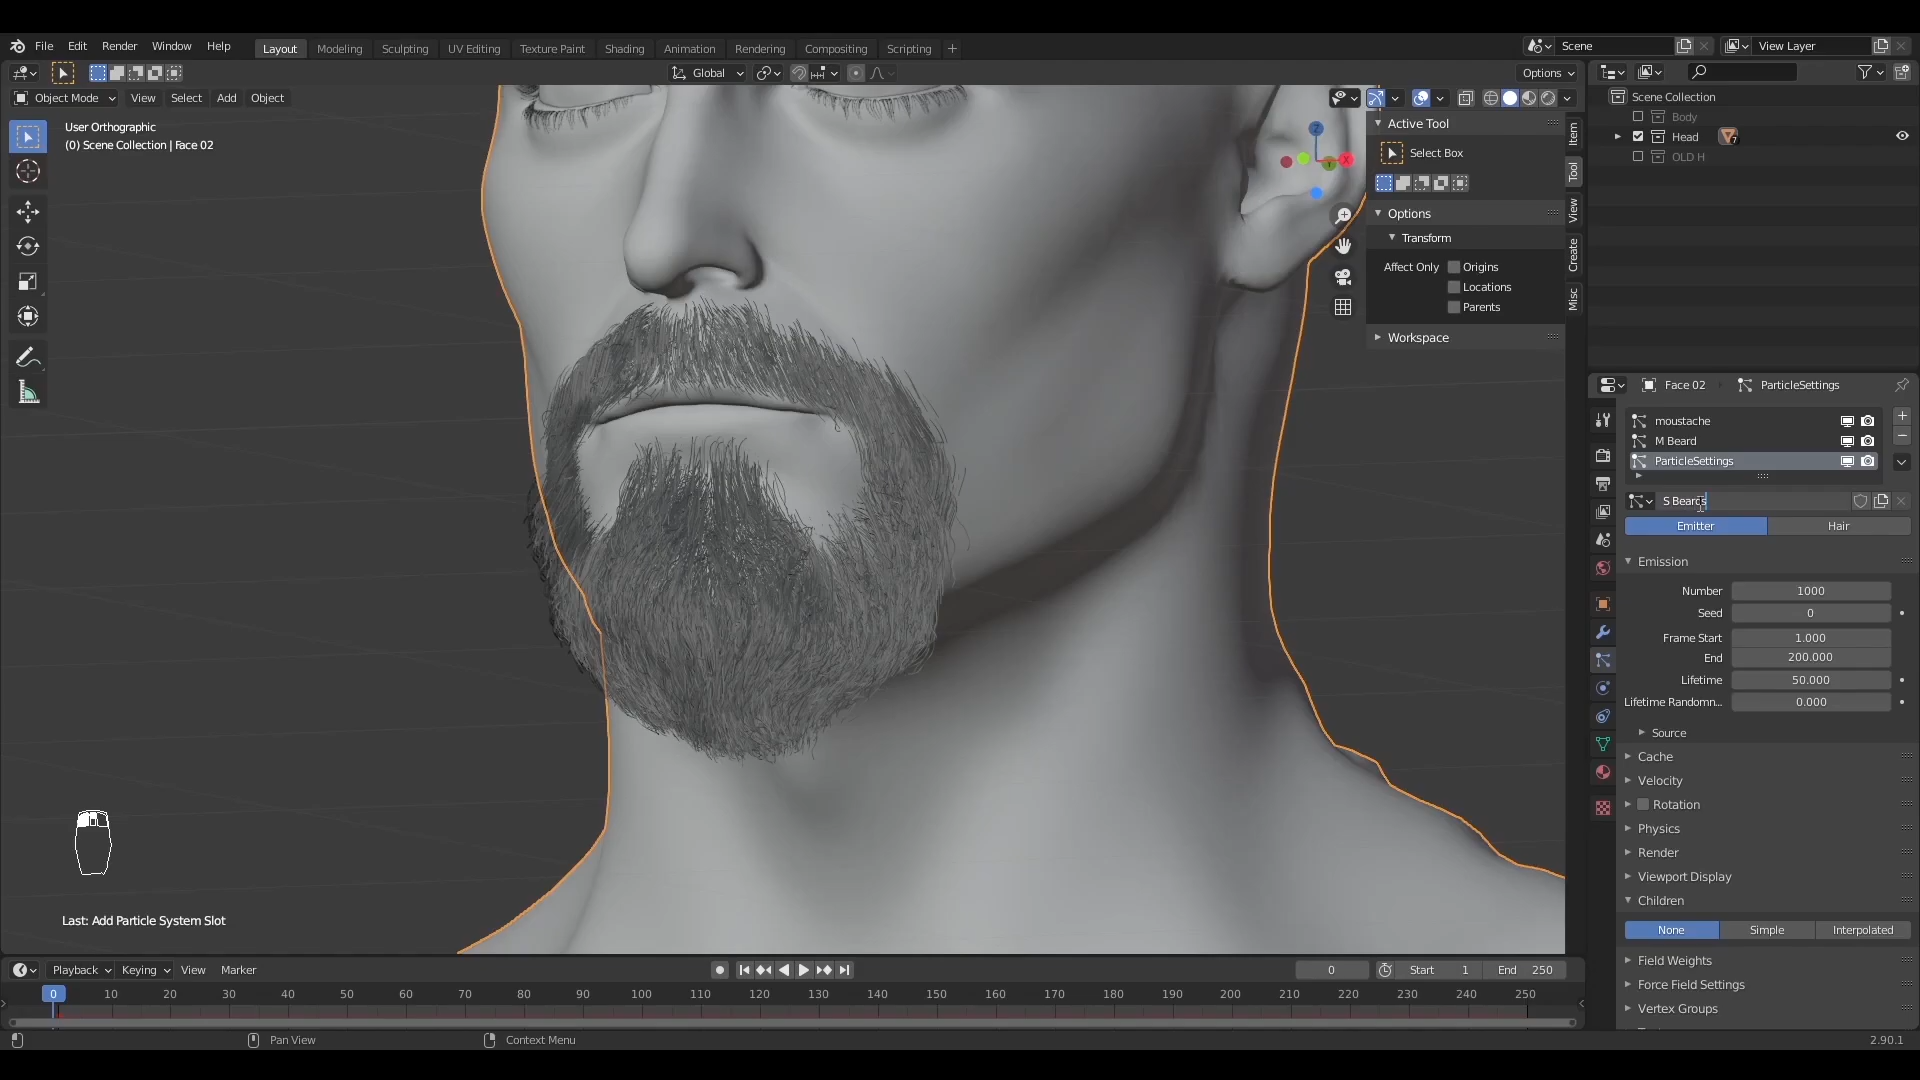 File Edit Render Window Help Layout Modeling Sculpting UV Editing Texture Paint Shading Animation Rendering Compositing Scripting + Scene View Layer
Global Options
Object Mode View Select Add Object
User Orthographic
(0) Scene Collection | Face 02
Active Tool
Select Box
Options
Transform
Affect Only Origins
Locations
Parents
Workspace
Item
Tool
View
Create
Misc
Z
X
Y
Scene Collection
Body
Head 7
OLD H
Face 02 ParticleSettings
moustache
M Beard
ParticleSettings
S Beards
Emitter Hair
Emission
Number 1000
Seed 0
Frame Start 1.000
End 200.000
Lifetime 50.000
Lifetime Randomn... 0.000
Source
Cache
Velocity
Rotation
Physics
Render
Viewport Display
Children
None Simple Interpolated
Field Weights
Force Field Settings
Vertex Groups
Last: Add Particle System Slot
Playback Keying View Marker 0 Start 1 End 250
0 10 20 30 40 50 60 70 80 90 100 110 120 130 140 150 160 170 180 190 200 210 220 230 240 250
Pan View Context Menu 2.90.1